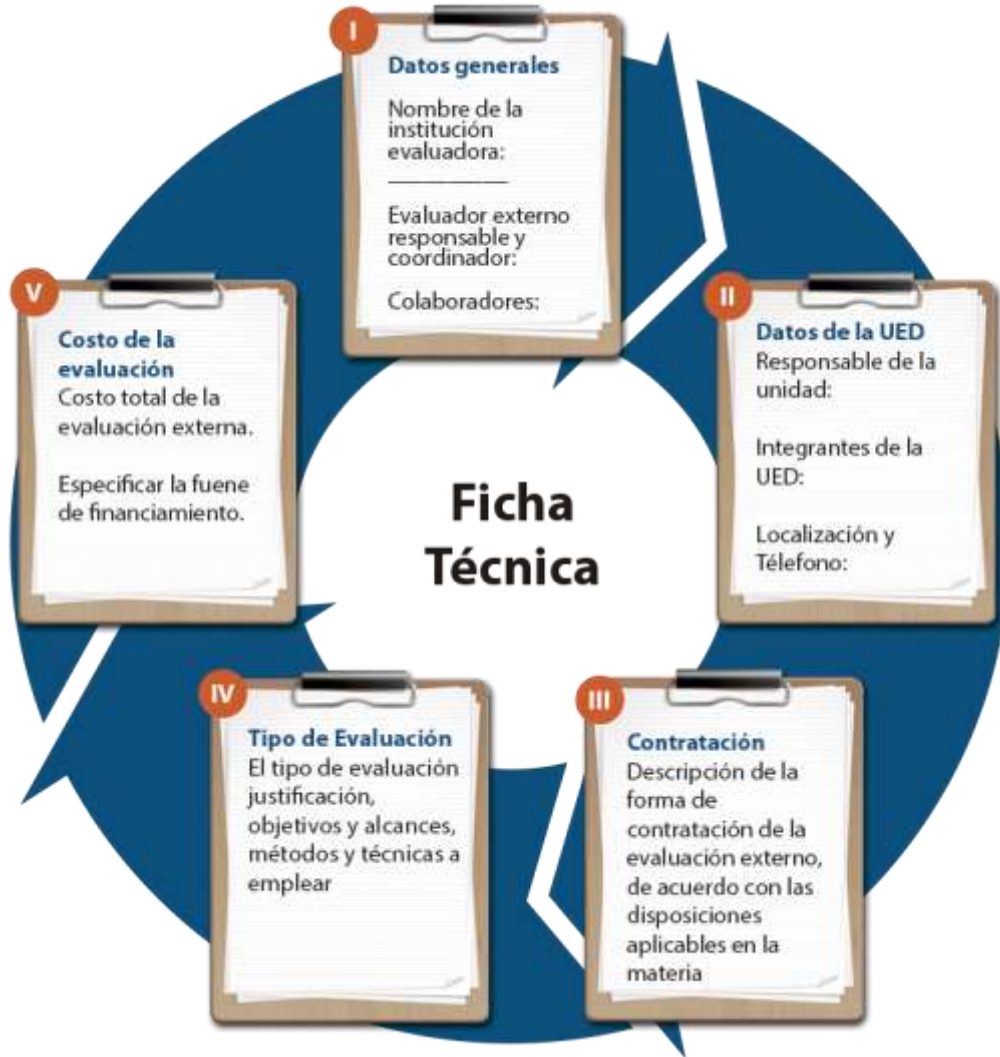 I
Datos generales
Nombre de la
institución
evaluadora:
____________
Evaluador externo
responsable y
coordinador:
Colaboradores:
II
Datos de la UED
Responsable de la
unidad:
Integrantes de la
UED:
Localización y
Télefono:
III
Contratación
Descripción de la
forma de
contratación de la
evaluación externo,
de acuerdo con las
disposiciones
aplicables en la
materia
IV
Tipo de Evaluación
El tipo de evaluación
justificación,
objetivos y alcances,
métodos y técnicas a
emplear
V
Costo de la
evaluación
Costo total de la
evaluación externa.
Especificar la fuene
de financiamiento.
Ficha
Técnica